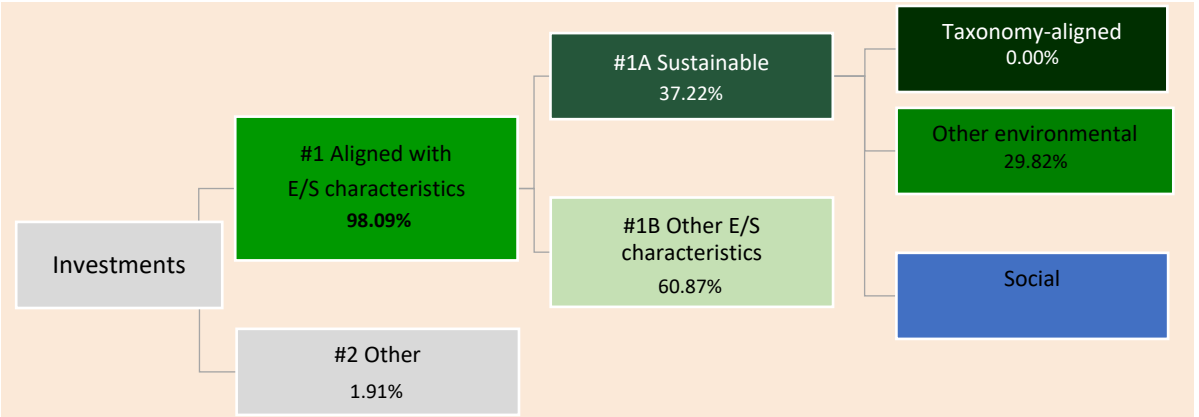 Investments
#1 Aligned with
E/S characteristics
98.09%
#2 Other
1.91%
#1A Sustainable
37.22%
#1B Other E/S
characteristics
60.87%
Taxonomy-aligned
0.00%
Other environmental
29.82%
Social